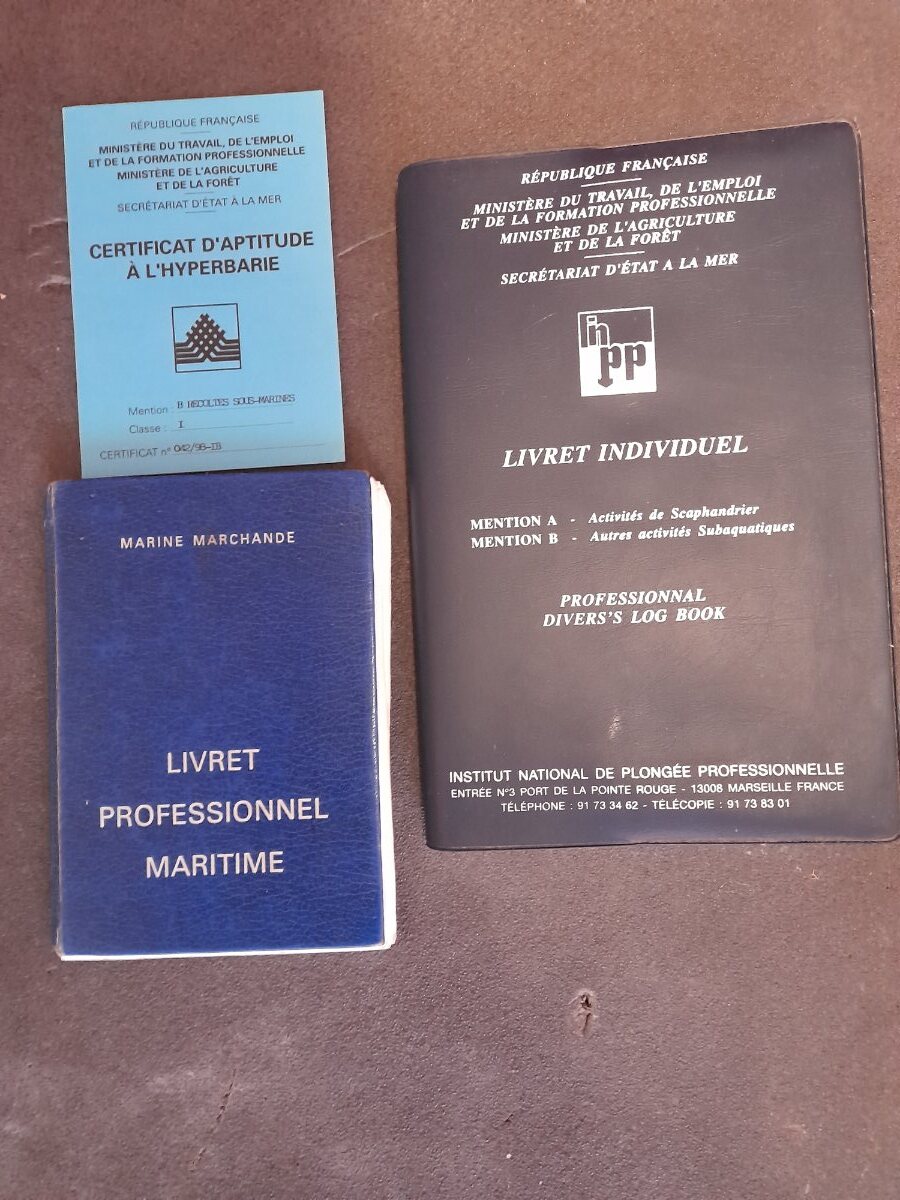 RÉPUBLIQUE FRANÇAISE
MINISTÈRE DU TRAVAIL, DE L'EMPLOI
ET DE LA FORMATION PROFESSIONNELLE
MINISTÈRE DE L'AGRICULTURE
ET DE LA FORÊT
SECRÉTARIAT D'ÉTAT À LA MER
CERTIFICAT D'APTITUDE
À L'HYPERBARIE
Mention : B RECOLTES SOUS-MARINES
Classe : I
CERTIFICAT n° 042/98-IB
MARINE MARCHANDE
LIVRET
PROFESSIONNEL
MARITIME
RÉPUBLIQUE FRANÇAISE
MINISTÈRE DU TRAVAIL, DE L'EMPLOI
ET DE LA FORMATION PROFESSIONNELLE
MINISTÈRE DE L'AGRICULTURE
ET DE LA FORÊT
SECRÉTARIAT D'ÉTAT A LA MER
in
pp
LIVRET INDIVIDUEL
MENTION A - Activités de Scaphandrier
MENTION B - Autres activités Subaquatiques
PROFESSIONNAL
DIVERS'S LOG BOOK
INSTITUT NATIONAL DE PLONGÉE PROFESSIONNELLE
ENTRÉE N°3 PORT DE LA POINTE ROUGE - 13008 MARSEILLE FRANCE
TÉLÉPHONE : 91 73 34 62 - TÉLÉCOPIE : 91 73 83 01